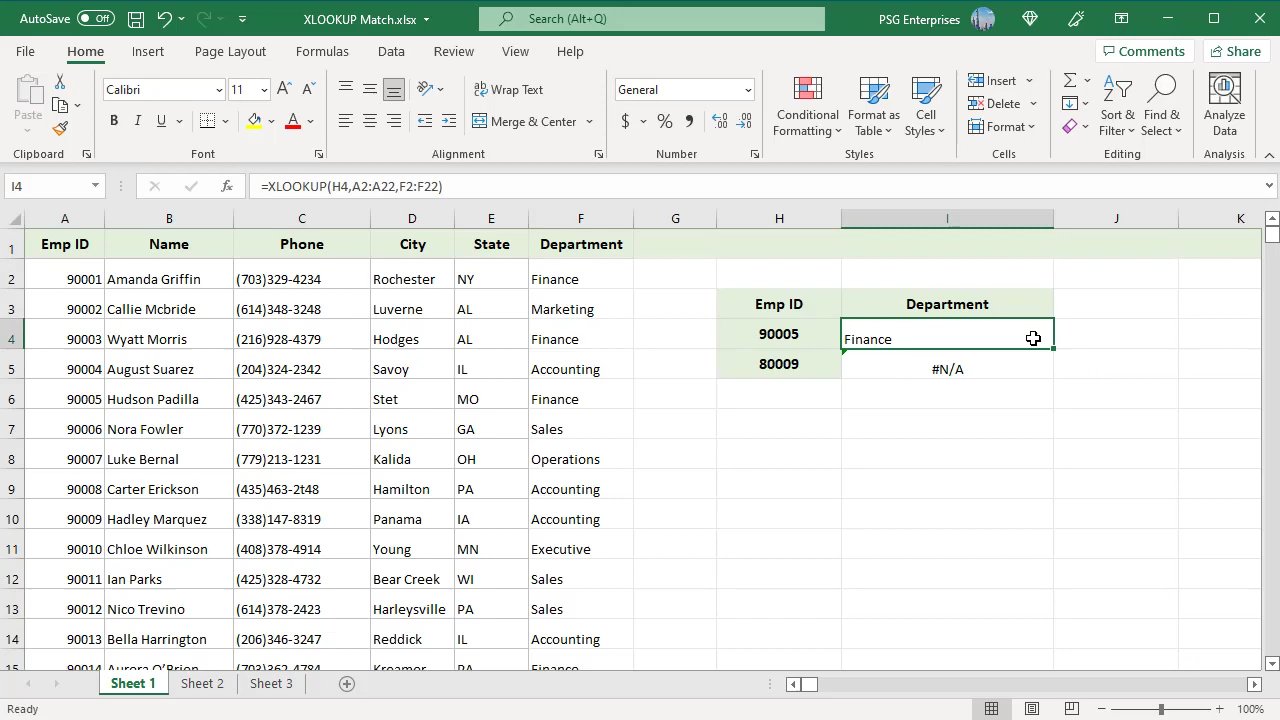 AutoSave Off XLOOKUP Match.xlsx Search (Alt+Q) PSG Enterprises
File Home Insert Page Layout Formulas Data Review View Help Comments Share
Paste Calibri 11 Wrap Text General Conditional Formatting Format as Table Cell Styles Insert Sort & Filter Find & Select Analyze Data
B I U Merge & Center $ % Delete
Format
Clipboard Font Alignment Number Styles Cells Editing Analysis
I4 fx =XLOOKUP(H4,A2:A22,F2:F22)
A B C D E F G H I J K
1 Emp ID Name Phone City State Department
2 90001 Amanda Griffin (703)329-4234 Rochester NY Finance
3 90002 Callie Mcbride (614)348-3248 Luverne AL Marketing Emp ID Department
4 90003 Wyatt Morris (216)928-4379 Hodges AL Finance 90005 Finance
5 90004 August Suarez (204)324-2342 Savoy IL Accounting 80009 #N/A
6 90005 Hudson Padilla (425)343-2467 Stet MO Finance
7 90006 Nora Fowler (770)372-1239 Lyons GA Sales
8 90007 Luke Bernal (779)213-1231 Kalida OH Operations
9 90008 Carter Erickson (435)463-2t48 Hamilton PA Accounting
10 90009 Hadley Marquez (338)147-8319 Panama IA Accounting
11 90010 Chloe Wilkinson (408)378-4914 Young MN Executive
12 90011 Ian Parks (425)328-4732 Bear Creek WI Sales
13 90012 Nico Trevino (614)378-2423 Harleysville PA Sales
14 90013 Bella Harrington (206)346-3247 Reddick IL Accounting
15 90014 Aurora O'Brien (703)362-4784 PA Finance
Sheet 1 Sheet 2 Sheet 3
Ready 100%